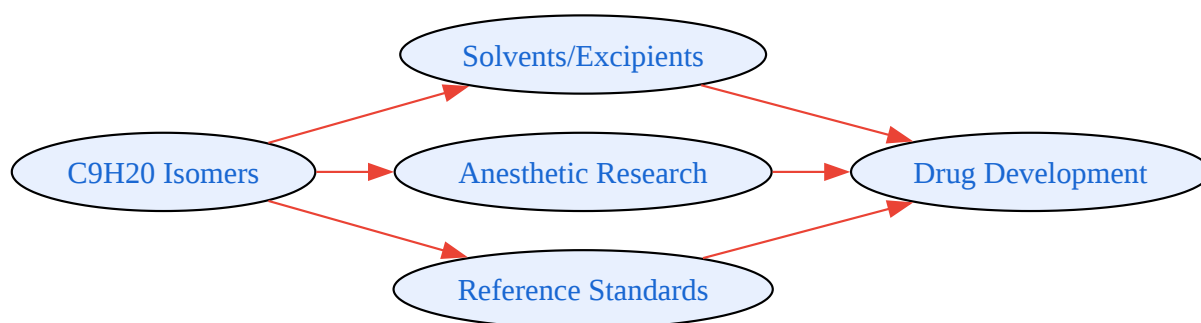 Solvents/Excipients
C9H20 Isomers
Anesthetic Research
Drug Development
Reference Standards